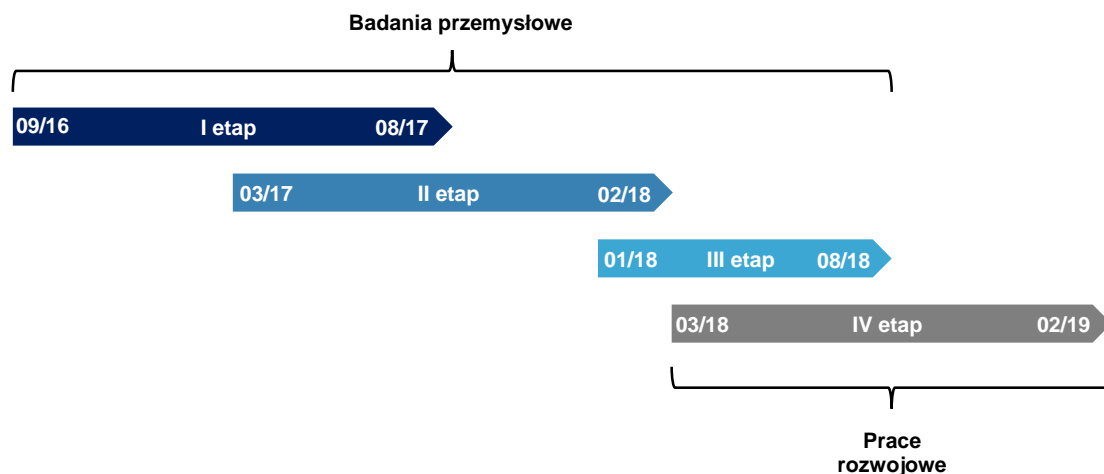 Badania przemysłowe
09/16 I etap 08/17
03/17 II etap 02/18
01/18 III etap 08/18
03/18 IV etap 02/19
Prace
rozwojowe